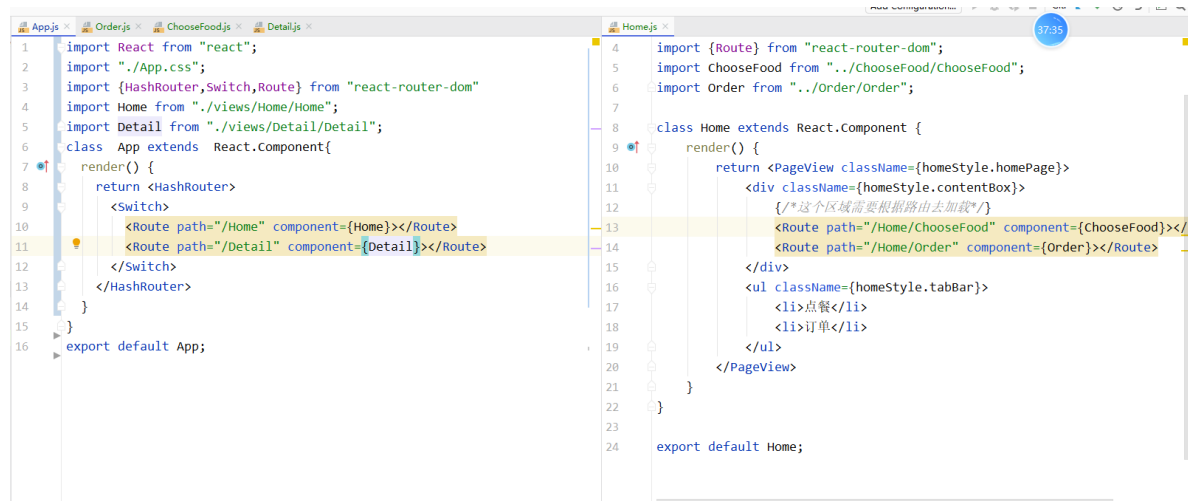 App.js Order.js ChooseFood.js Detail.js
1 import React from "react";
2 import "./App.css";
3 import {HashRouter,Switch,Route} from "react-router-dom"
4 import Home from "./views/Home/Home";
5 import Detail from "./views/Detail/Detail";
6 class App extends React.Component{
7 render() {
8 return <HashRouter>
9 <Switch>
10 <Route path="/Home" component={Home}></Route>
11 <Route path="/Detail" component={Detail}></Route>
12 </Switch>
13 </HashRouter>
14 }
15 }
16 export default App;
Home.js
37:35
4 import {Route} from "react-router-dom";
5 import ChooseFood from "../ChooseFood/ChooseFood";
6 import Order from "../Order/Order";
7
8 class Home extends React.Component {
9 render() {
10 return <PageView className={homeStyle.homePage}>
11 <div className={homeStyle.contentBox}>
12 {/*这个区域需要根据路由去加载*/}
13 <Route path="/Home/ChooseFood" component={ChooseFood}></
14 <Route path="/Home/Order" component={Order}></Route>
15 </div>
16 <ul className={homeStyle.tabBar}>
17 <li>点餐</li>
18 <li>订单</li>
19 </ul>
20 </PageView>
21 }
22 }
23
24 export default Home;